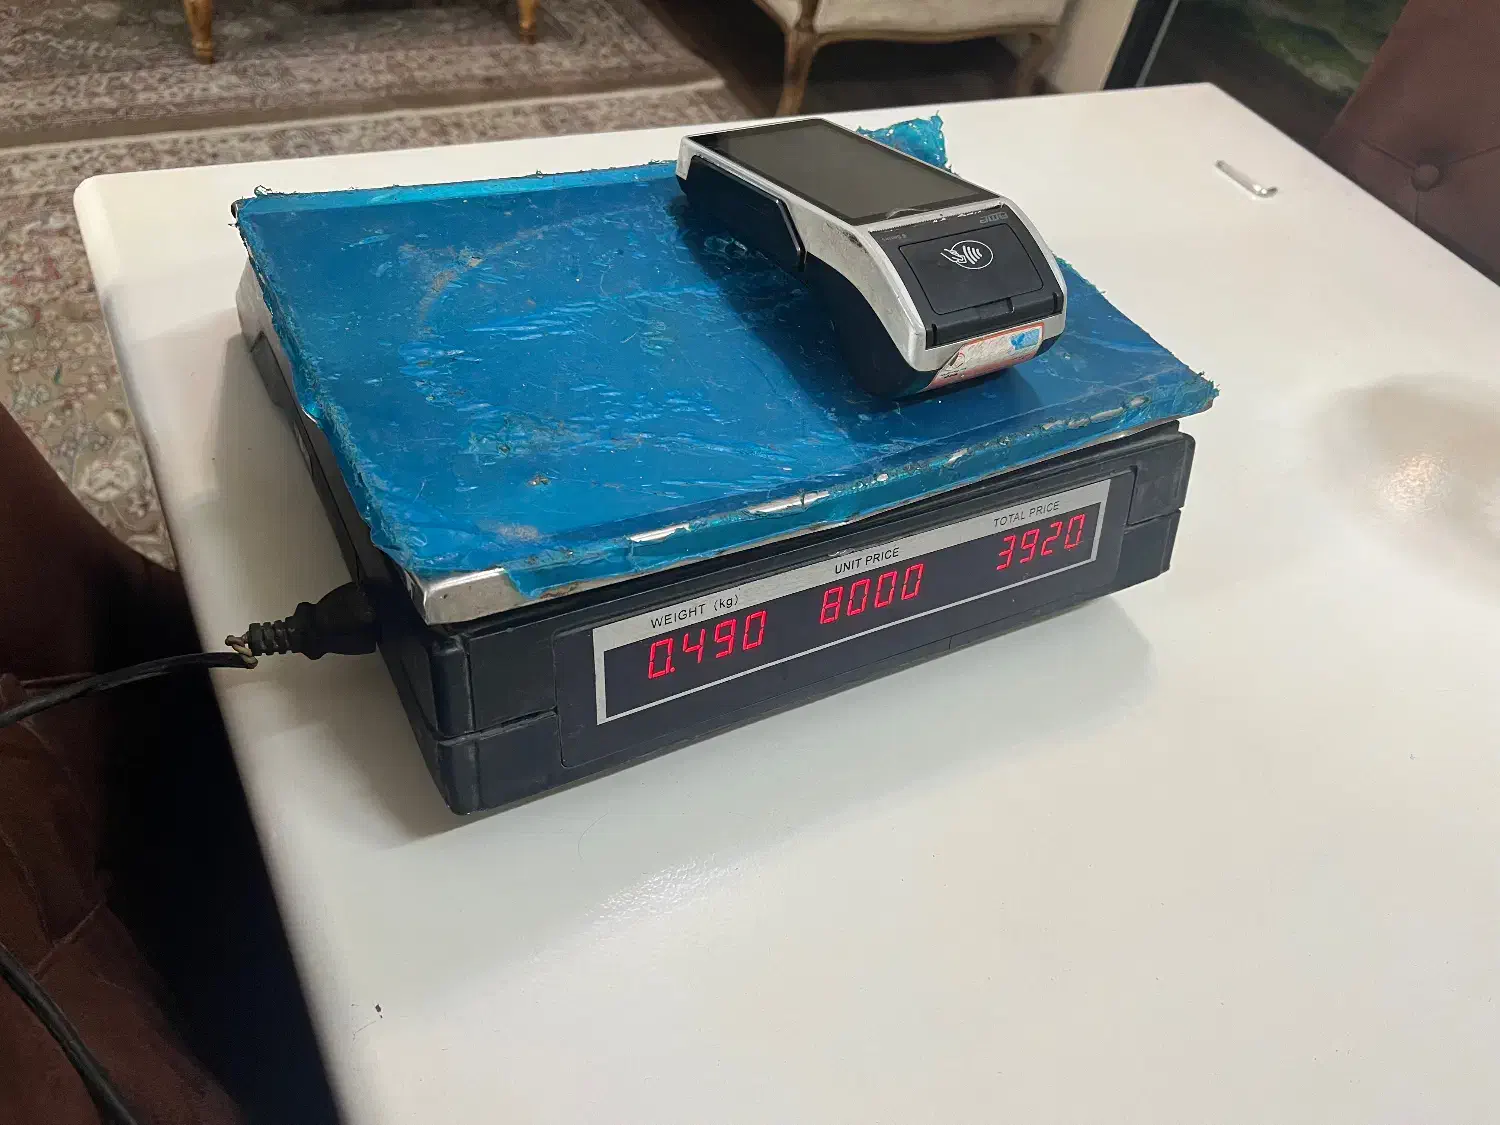 WEIGHT (kg)
UNIT PRICE
TOTAL PRICE
0.490
8000
3920